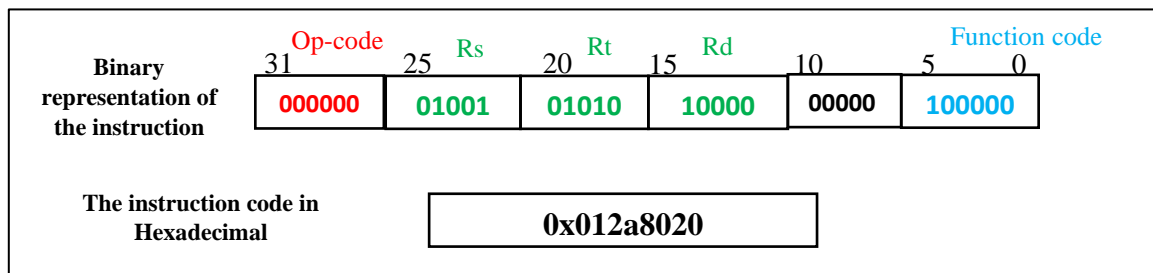 Op-code Rs Rt Rd Function code
31 25 20 15 10 5 0
Binary
representation of
the instruction
000000 01001 01010 10000 00000 100000
The instruction code in
Hexadecimal
0x012a8020